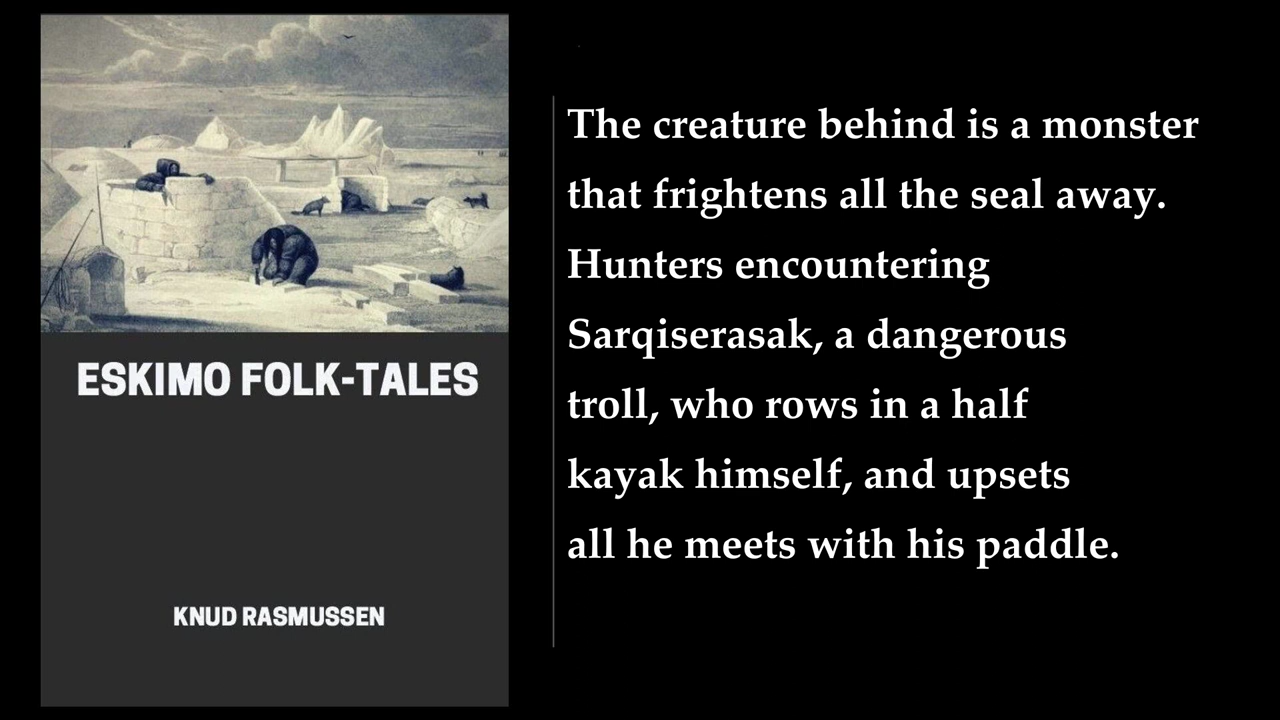 ESKIMO FOLK-TALES
KNUD RASMUSSEN
The creature behind is a monster
that frightens all the seal away.
Hunters encountering
Sarqiserasak, a dangerous
troll, who rows in a half
kayak himself, and upsets
all he meets with his paddle.